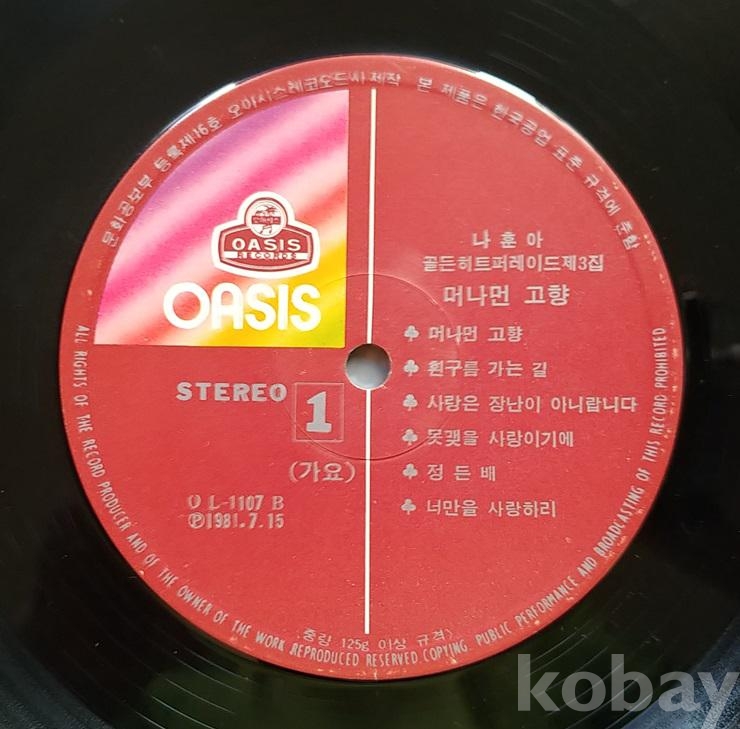 문화공보부 등록제16호 오아시스레코오드사 제작 본 제품은 한국공업 표준 규격에 준함
오아시스
OASIS
RECORDS
OASIS
STEREO 1
(가요)
O L-1107 B
℗1981.7.15
나 훈 아
골든히트퍼레이드제3집
머나먼 고향
♣ 머나먼 고향
♣ 흰구름 가는 길
♣ 사랑은 장난이 아니랍니다
♣ 못맺을 사랑이기에
♣ 정 든 배
♣ 너만을 사랑하리
(중량 125g 이상 규격)
ALL RIGHTS OF THE RECORD PRODUCER AND OF THE OWNER OF THE WORK REPRODUCED RESERVED COPYING. PUBLIC PERFORMANCE AND BROADCASTING OF THIS RECORD PROHIBITED
kobay